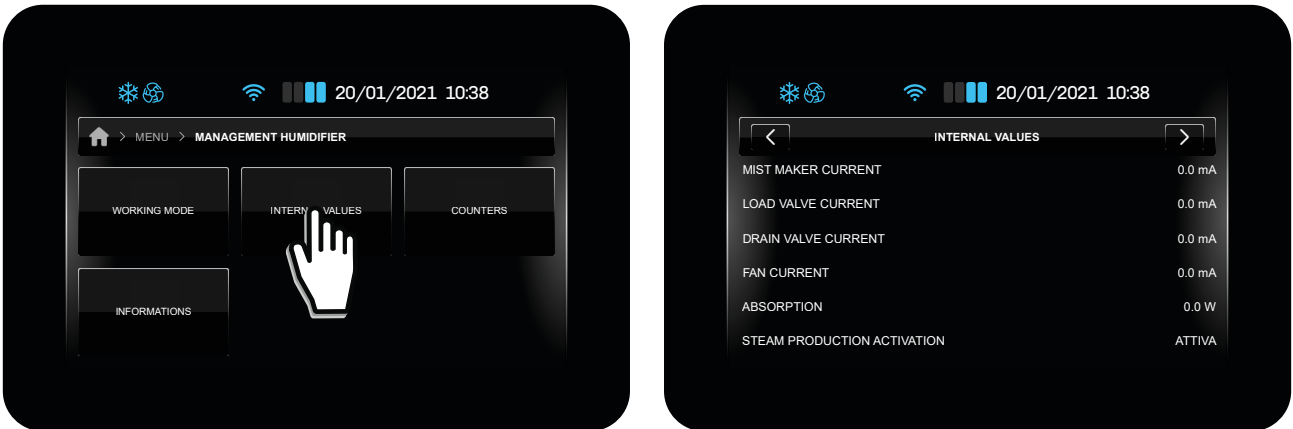 20/01/2021 10:38
MENU > MANAGEMENT HUMIDIFIER
WORKING MODE
INTERN VALUES
COUNTERS
INFORMATIONS
20/01/2021 10:38
INTERNAL VALUES
MIST MAKER CURRENT 0.0 mA
LOAD VALVE CURRENT 0.0 mA
DRAIN VALVE CURRENT 0.0 mA
FAN CURRENT 0.0 mA
ABSORPTION 0.0 W
STEAM PRODUCTION ACTIVATION ATTIVA